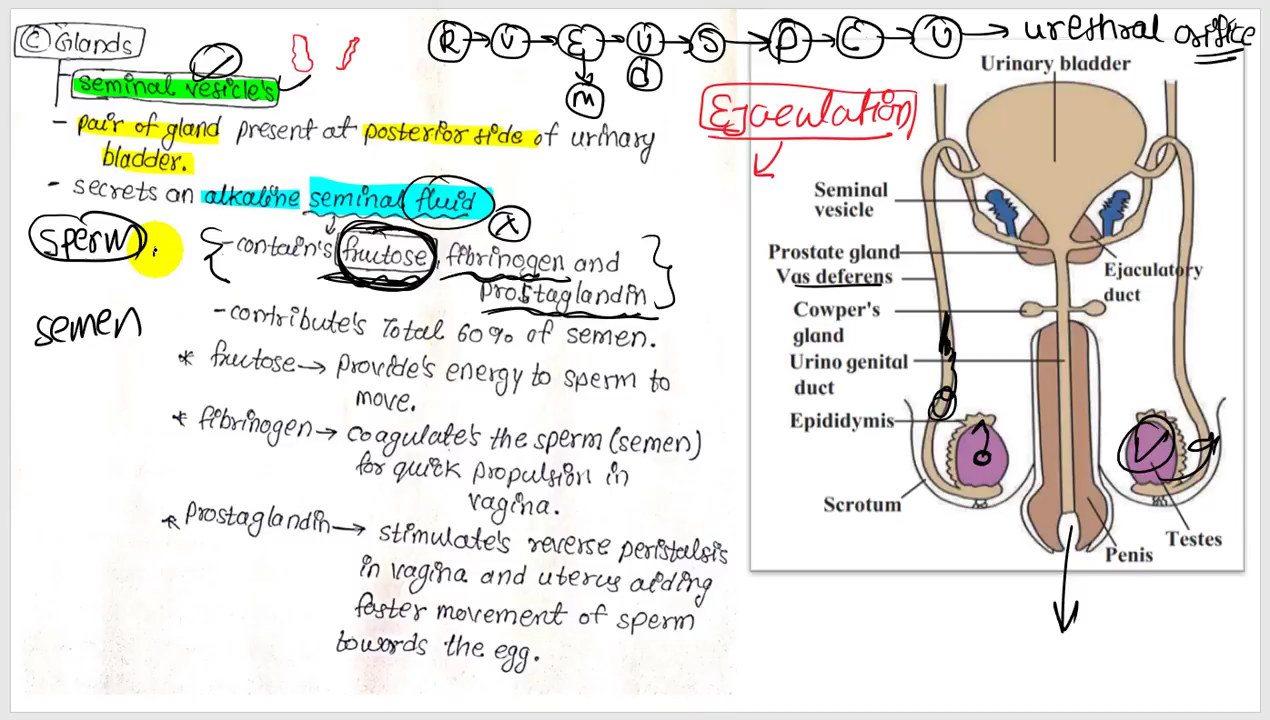 C Glands
seminal vesicle's
- pair of gland present at posterior side of urinary
bladder.
- secrets an alkaline seminal fluid
x
sperm.
- contain's fructose, fibrinogen and
prostaglandin
semen
- contribute's Total 60% of semen.
* fructose → provide's energy to sperm to
move.
* fibrinogen → coagulate's the sperm (semen)
for quick propulsion in
vagina.
* prostaglandin → stimulate's reverse peristalsis
in vagina and uterus aiding
faster movement of sperm
towards the egg.
R → V → E → V → S → P → C → U → urethral orifice
m
d
Ejaculation
Urinary bladder
Seminal
vesicle
Prostate gland
Vas deferens
Ejaculatory
duct
Cowper's
gland
Urino genital
duct
Epididymis
Scrotum
Penis
Testes